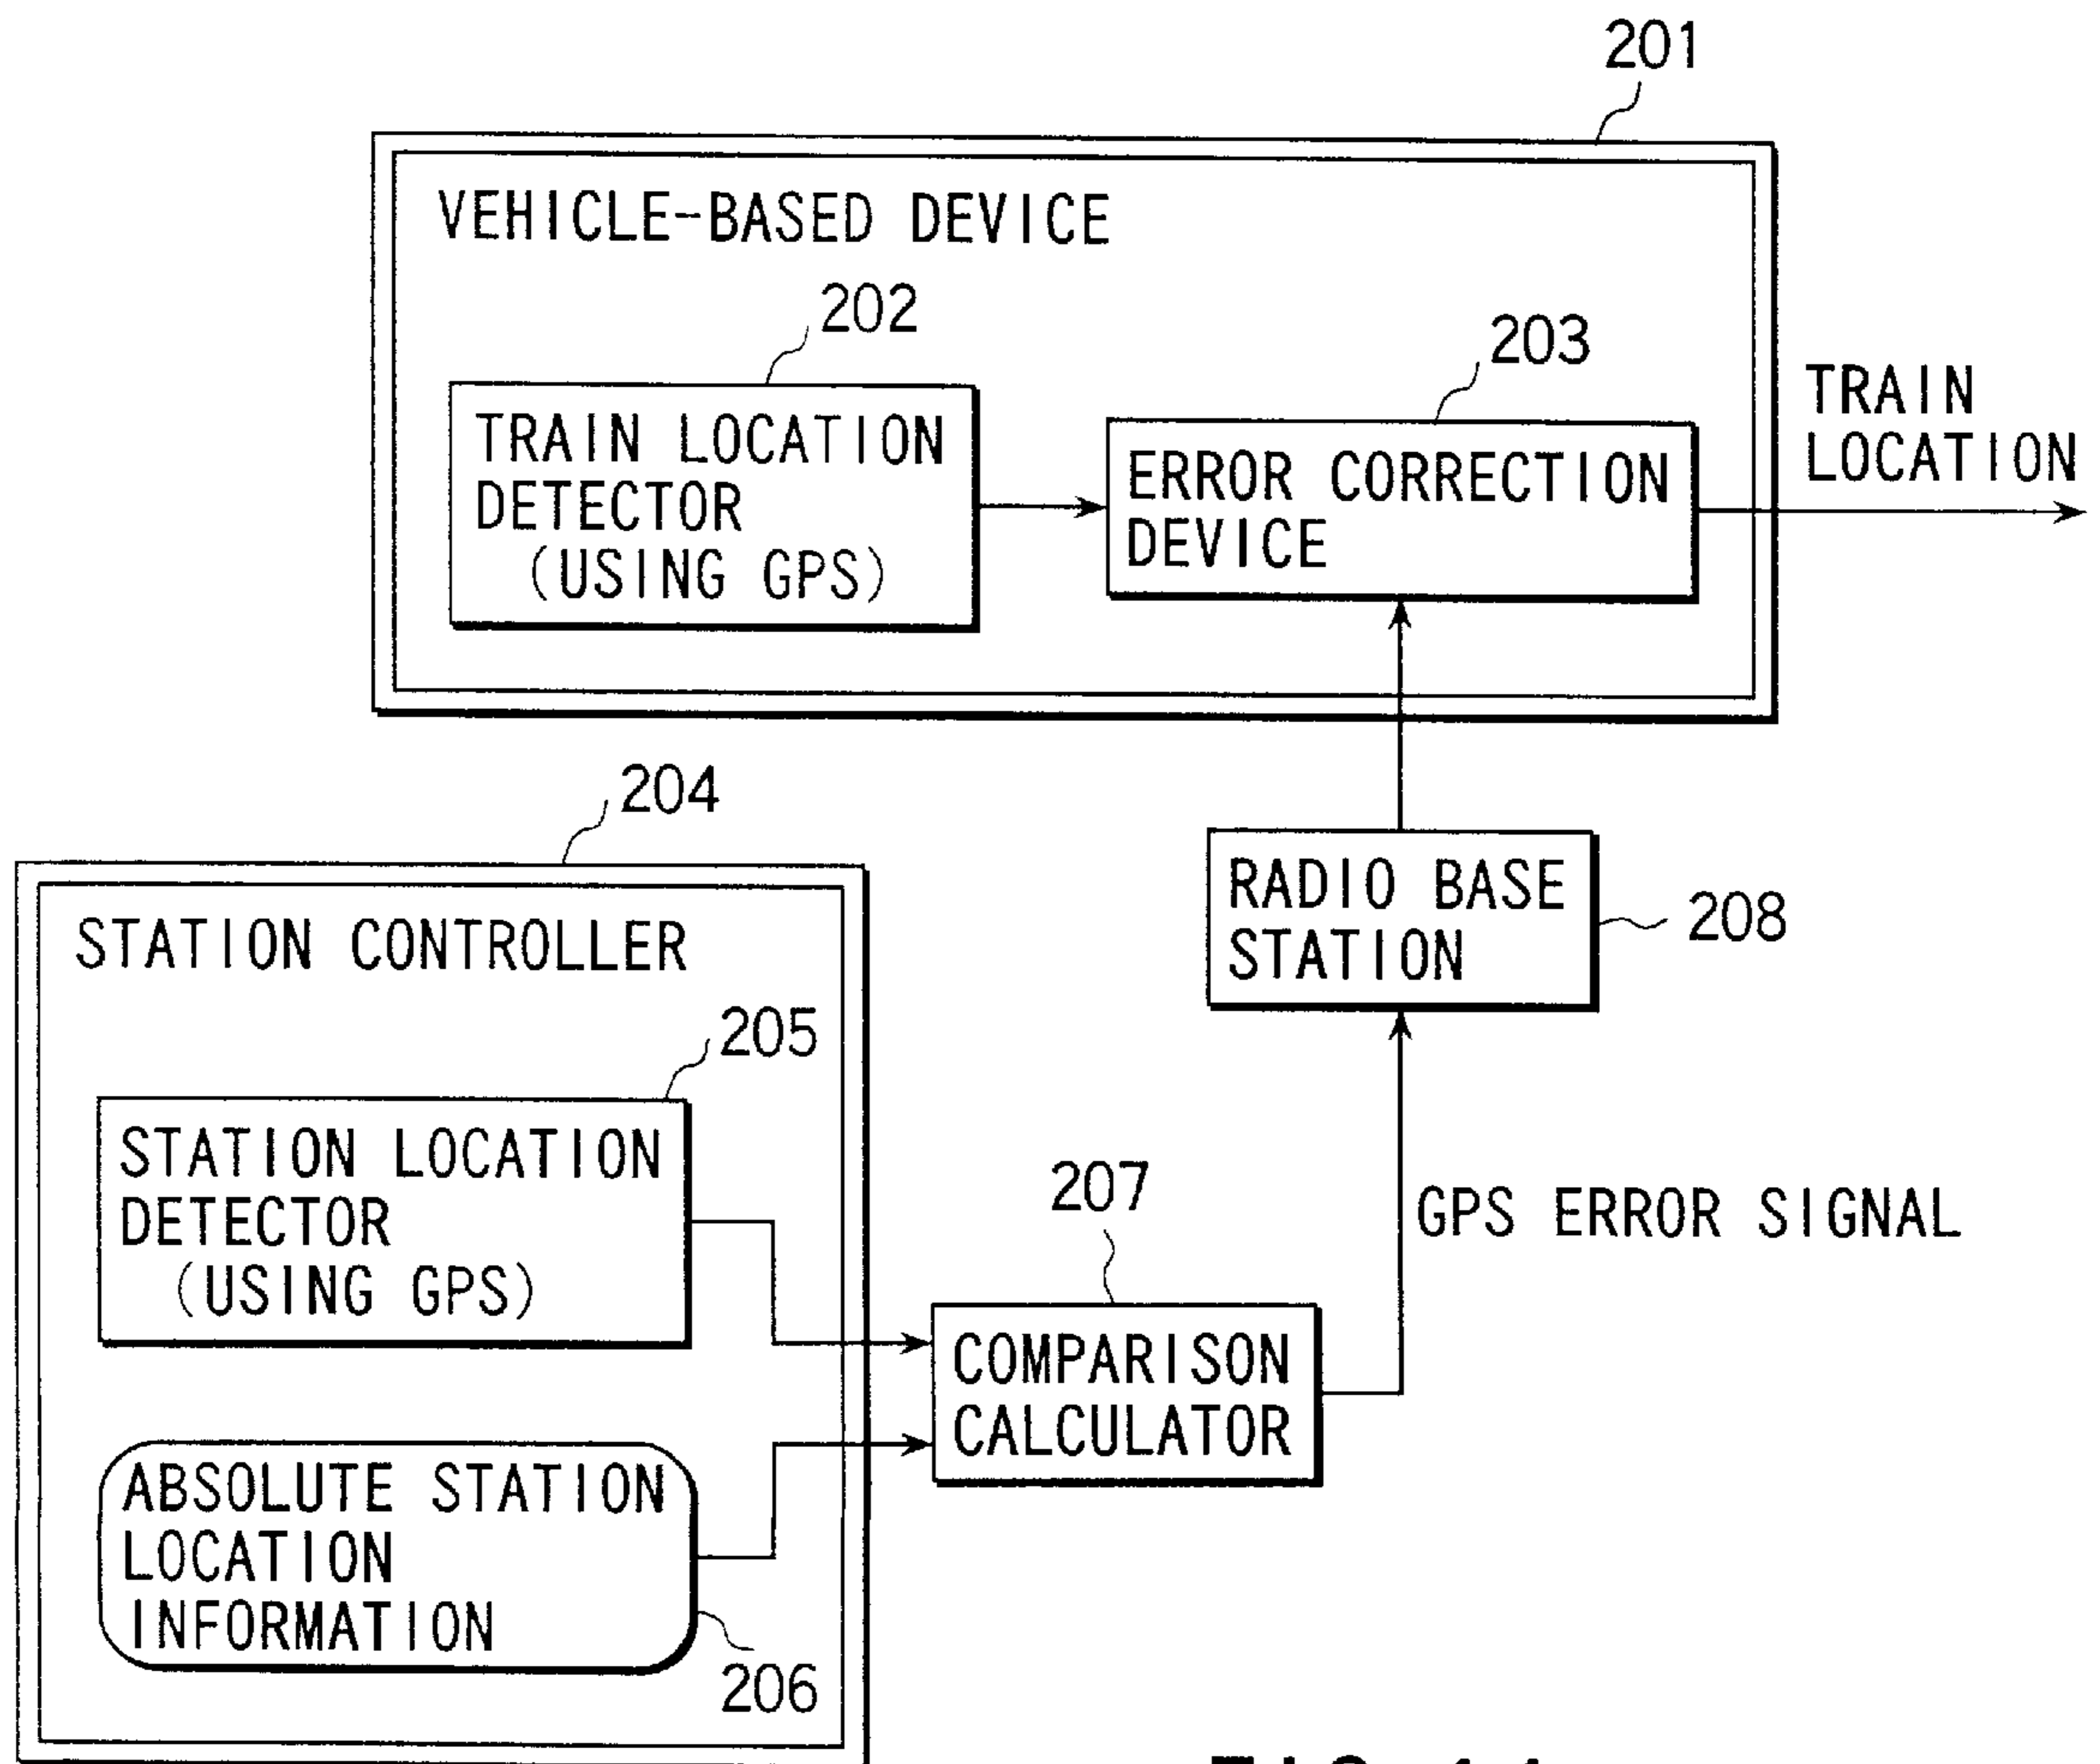 201
VEHICLE-BASED DEVICE
202
203
TRAIN LOCATION
DETECTOR
(USING GPS)
ERROR CORRECTION
DEVICE
TRAIN
LOCATION
204
RADIO BASE
STATION
208
STATION CONTROLLER
205
STATION LOCATION
DETECTOR
(USING GPS)
207
GPS ERROR SIGNAL
COMPARISON
CALCULATOR
ABSOLUTE STATION
LOCATION
INFORMATION
206